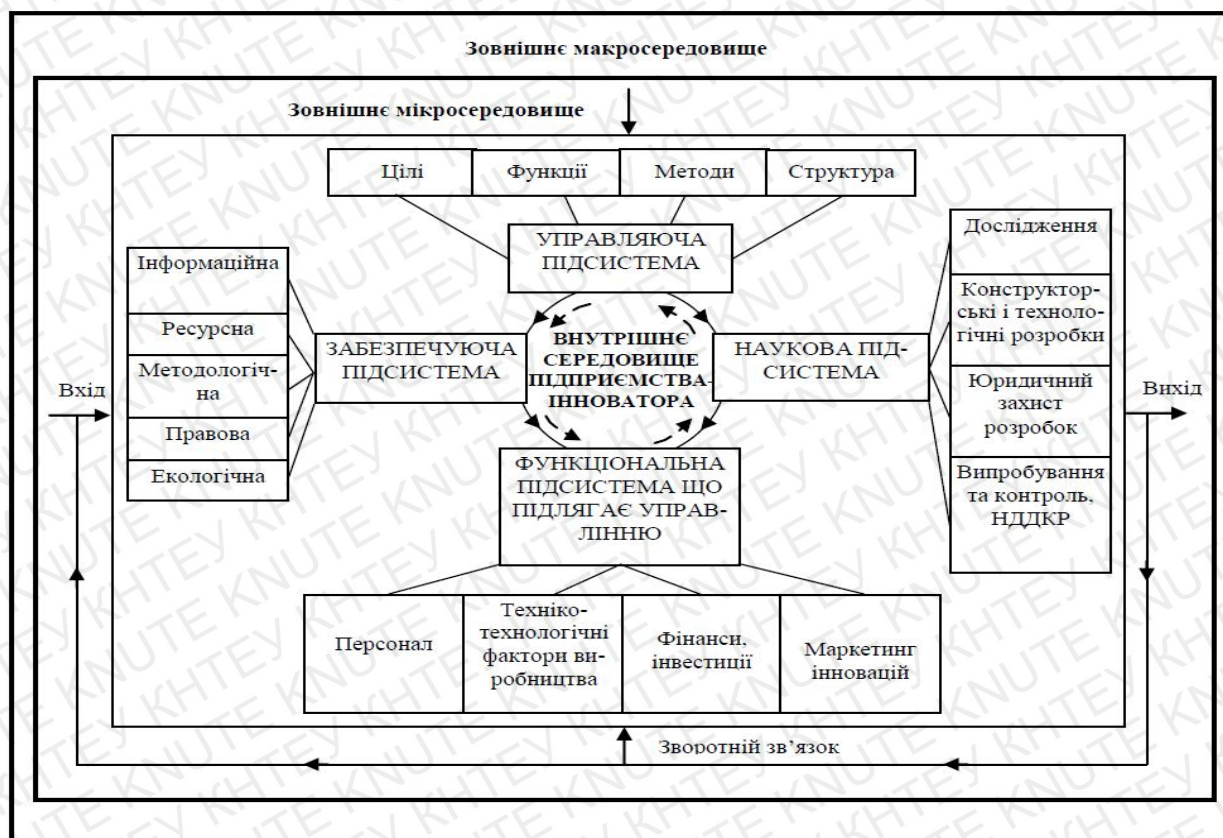 Зовнішнє макросередовище
Зовнішнє мікросередовище
Цілі
Функції
Методи
Структура
УПРАВЛЯЮЧА
ПІДСИСТЕМА
Інформаційна
Ресурсна
Методологіч-
на
Правова
Екологічна
Вхід
ЗАБЕЗПЕЧУЮЧА
ПІДСИСТЕМА
ВНУТРІШНЄ
СЕРЕДОВИЩЕ
ПІДПРИЄМСТВА-
ІННОВАТОРА
НАУКОВА ПІД-
СИСТЕМА
Дослідження
Конструктор-
ські і техноло-
гічні розробки
Юридичний
захист
розробок
Випробування
та контроль,
НДДКР
Вихід
ФУНКЦІОНАЛЬНА
ПІДСИСТЕМА ЩО
ПІДЛЯГАЄ УПРАВ-
ЛІННЮ
Персонал
Техніко-
технологічні
фактори ви-
робництва
Фінанси,
інвестиції
Маркетинг
інновацій
Зворотній зв’язок
KNUTE КНТЕУ